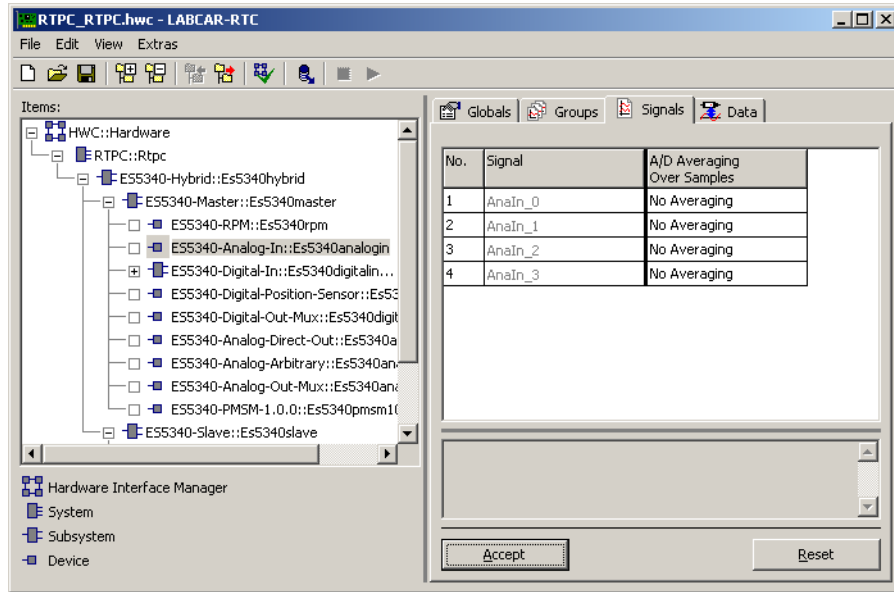 RTPC_RTPC.hwc - LABCAR-RTC
File Edit View Extras
Items:
HWC::Hardware
RTPC::Rtpc
ES5340-Hybrid::Es5340hybrid
ES5340-Master::Es5340master
ES5340-RPM::Es5340rpm
ES5340-Analog-In::Es5340analogin
ES5340-Digital-In::Es5340digitalin...
ES5340-Digital-Position-Sensor::Es53
ES5340-Digital-Out-Mux::Es5340digit
ES5340-Analog-Direct-Out::Es5340a
ES5340-Analog-Arbitrary::Es5340an
ES5340-Analog-Out-Mux::Es5340ana
ES5340-PMSM-1.0.0::Es5340pmsm10
ES5340-Slave::Es5340slave
Hardware Interface Manager
System
Subsystem
Device
Globals Groups Signals Data
No. Signal A/D Averaging
Over Samples
1 AnaIn_0 No Averaging
2 AnaIn_1 No Averaging
3 AnaIn_2 No Averaging
4 AnaIn_3 No Averaging
Accept Reset